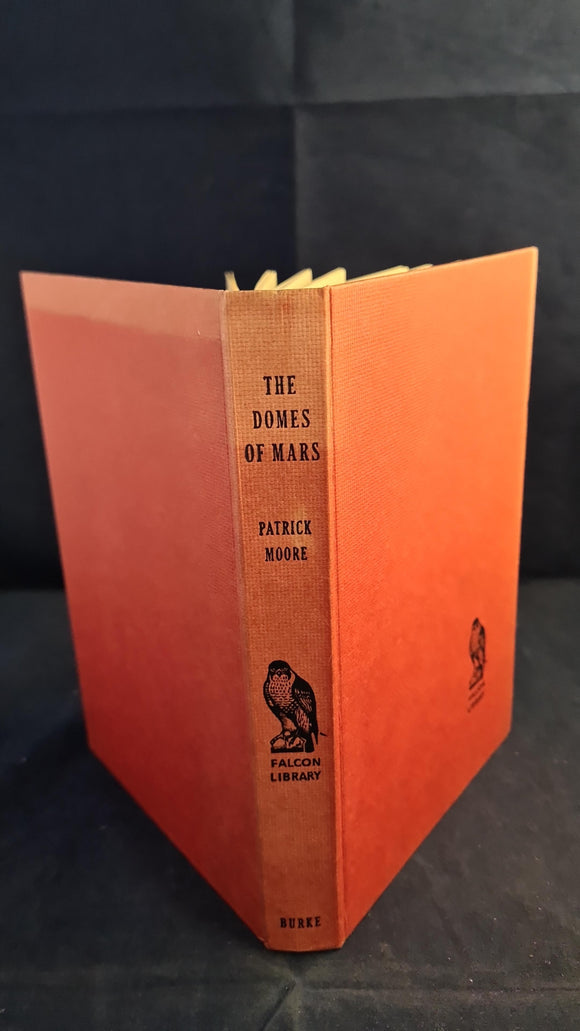 THE
DOMES
OF MARS
PATRICK
MOORE
FALCON
LIBRARY
BURKE